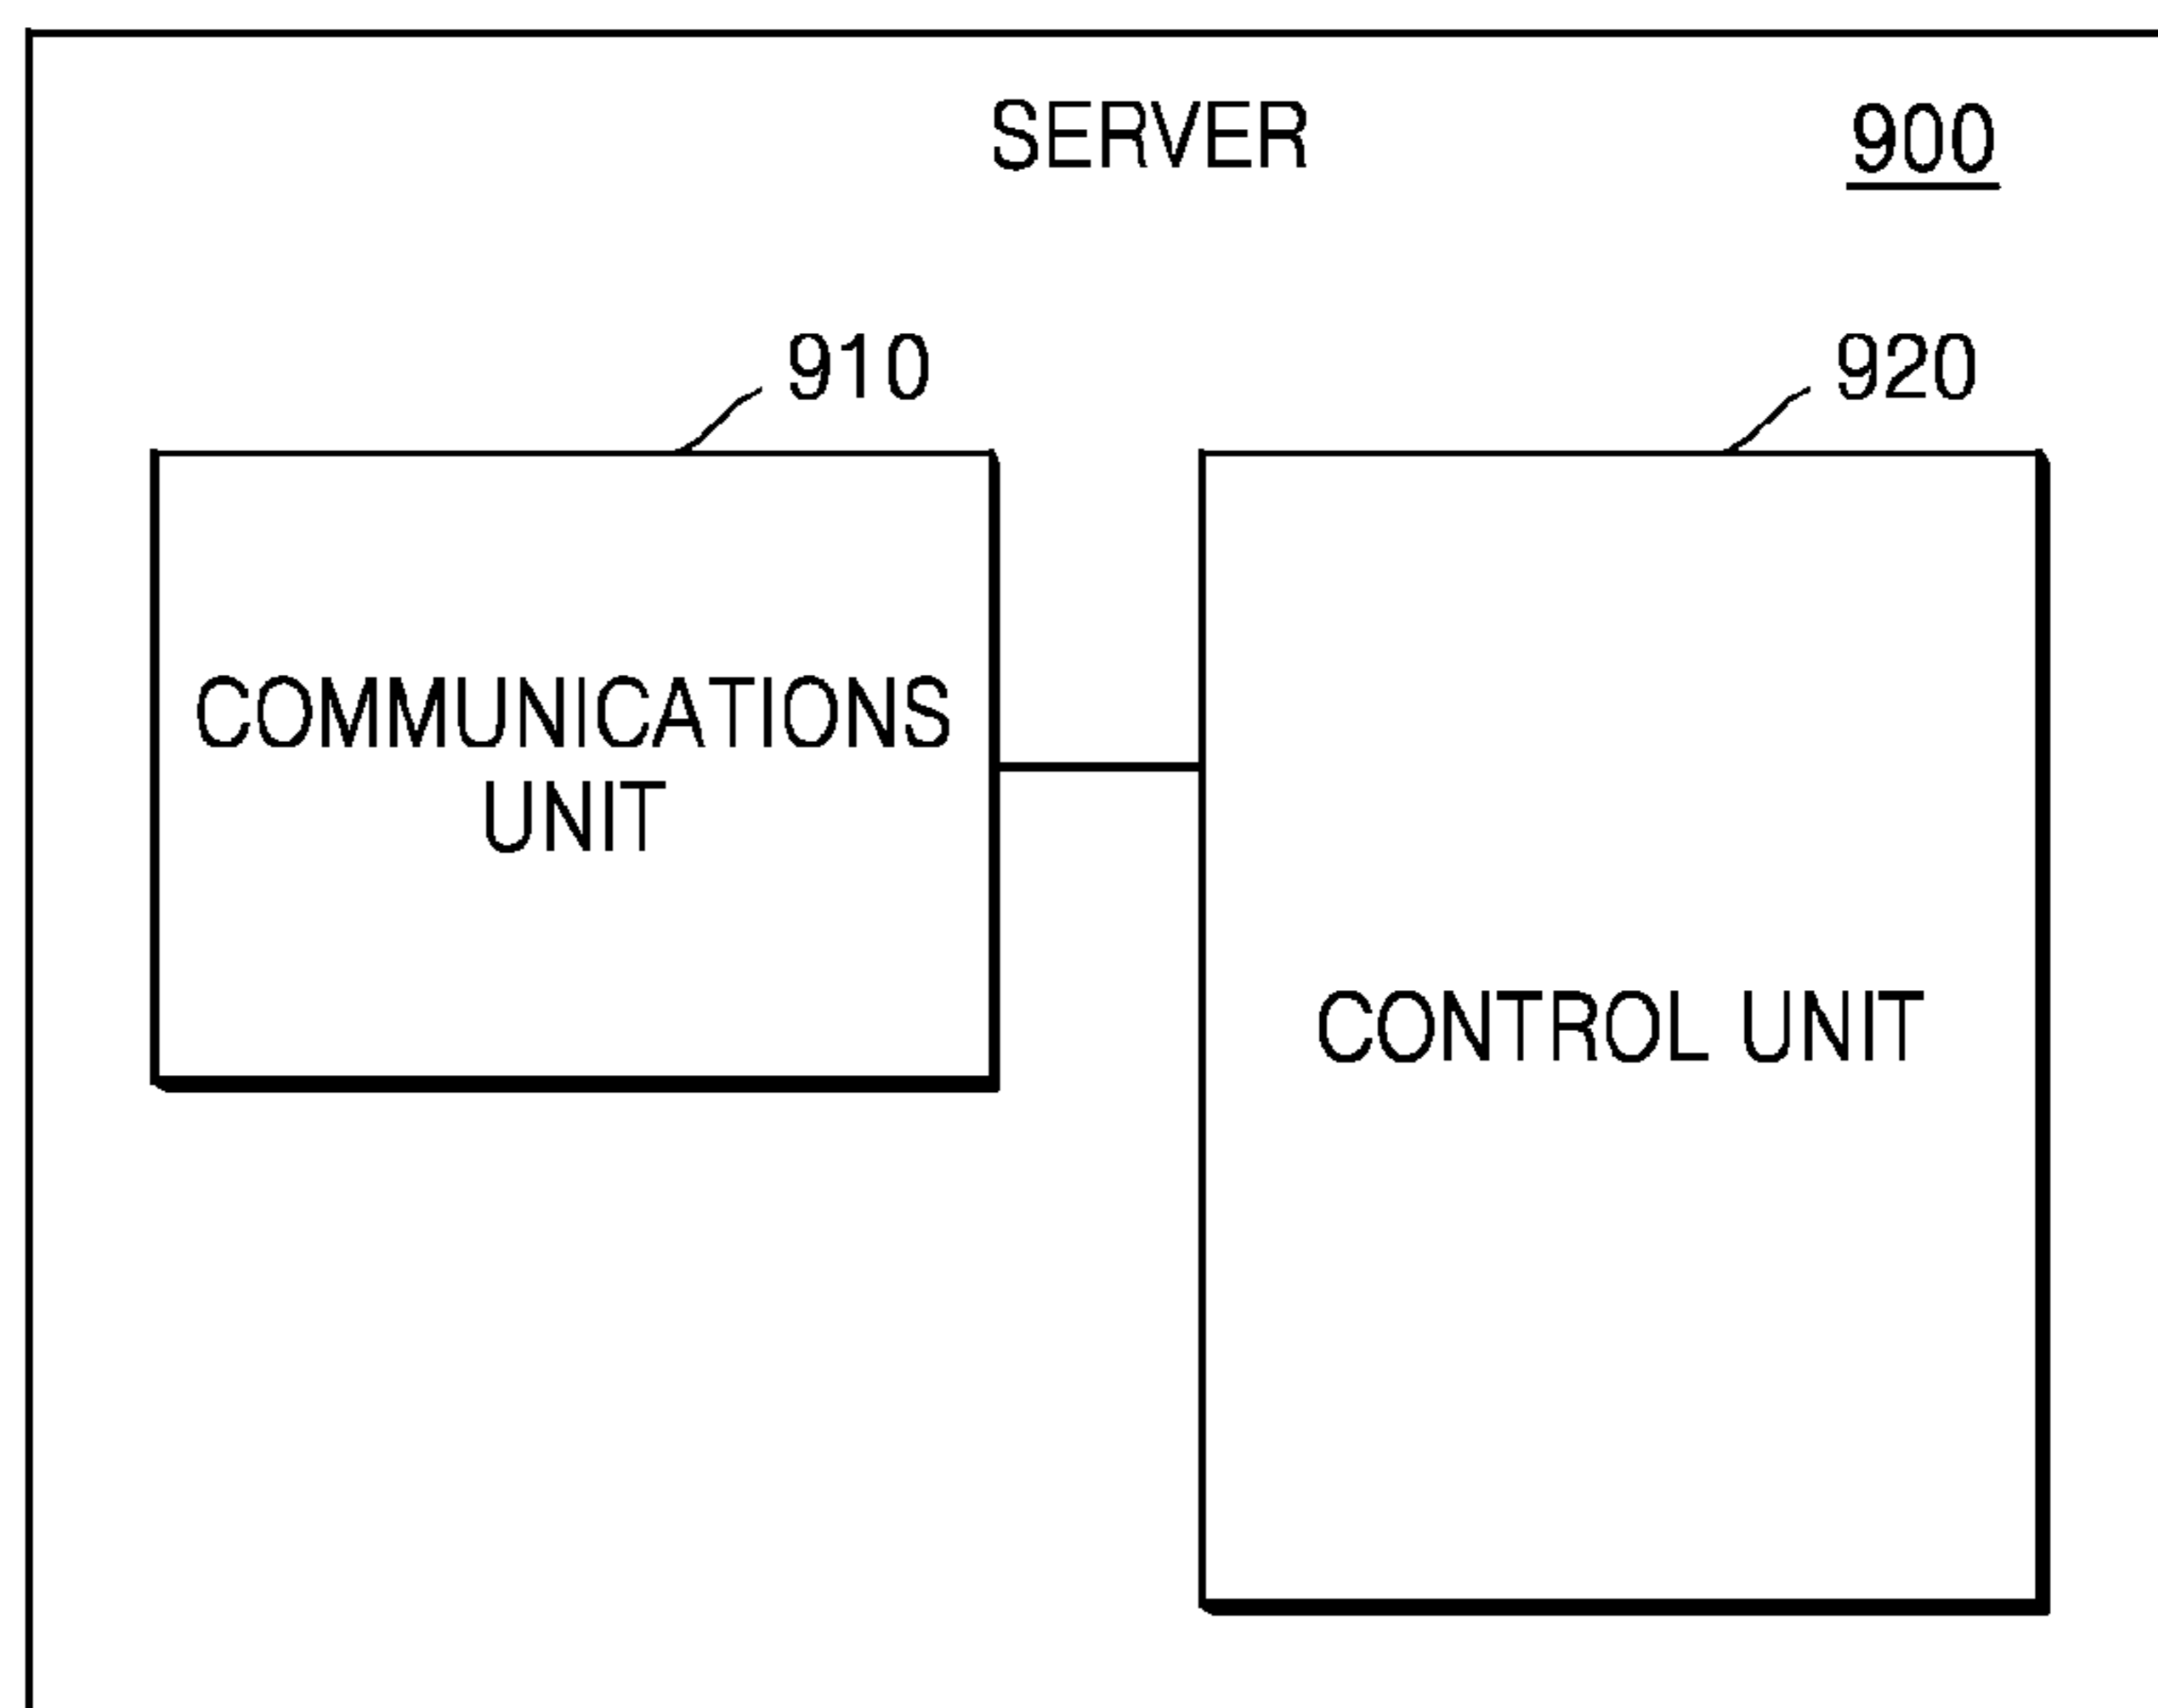 SERVER
900
910
920
COMMUNICATIONS
UNIT
CONTROL UNIT